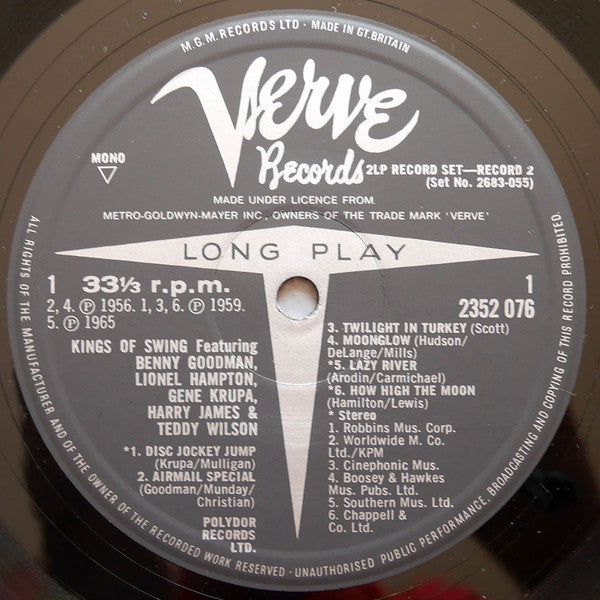 M.G.M. RECORDS LTD · MADE IN GT. BRITAIN
Verve
Records
MONO
2LP RECORD SET—RECORD 2
(Set No. 2683-055)
MADE UNDER LICENCE FROM
METRO-GOLDWYN-MAYER INC., OWNERS OF THE TRADE MARK 'VERVE'
LONG PLAY
1 33⅓ r.p.m.
2, 4. Ⓟ 1956. 1, 3, 6. Ⓟ 1959.
5. Ⓟ 1965
KINGS OF SWING Featuring
BENNY GOODMAN,
LIONEL HAMPTON,
GENE KRUPA,
HARRY JAMES &
TEDDY WILSON
*1. DISC JOCKEY JUMP
(Krupa/Mulligan)
2. AIRMAIL SPECIAL
(Goodman/Munday/
Christian)
POLYDOR
RECORDS
LTD.
1
2352 076
3. TWILIGHT IN TURKEY (Scott)
4. MOONGLOW (Hudson/
DeLange/Mills)
*5. LAZY RIVER
(Arodin/Carmichael)
*6. HOW HIGH THE MOON
(Hamilton/Lewis)
* Stereo
1. Robbins Mus. Corp.
2. Worldwide M. Co.
Ltd./KPM
3. Cinephonic Mus.
4. Boosey & Hawkes
Mus. Pubs. Ltd.
5. Southern Mus. Ltd.
6. Chappell &
Co. Ltd.
ALL RIGHTS OF THE MANUFACTURER AND OF THE OWNER OF THE RECORDED WORK RESERVED · UNAUTHORISED PUBLIC PERFORMANCE, BROADCASTING AND COPYING OF THIS RECORD PROHIBITED.